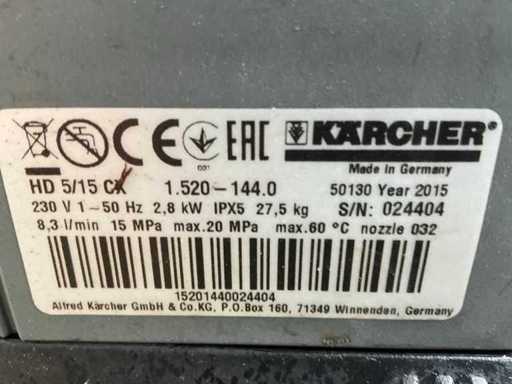 CE EAC KÄRCHER
001
Made in Germany
HD 5/15 CX 1.520-144.0 50130 Year 2015
230 V 1~50 Hz 2,8 kW IPX5 27,5 kg S/N: 024404
8,3 l/min 15 MPa max.20 MPa max.60 °C nozzle 032
15201440024404
Alfred Kärcher GmbH & Co.KG, P.O.Box 160, 71349 Winnenden, Germany